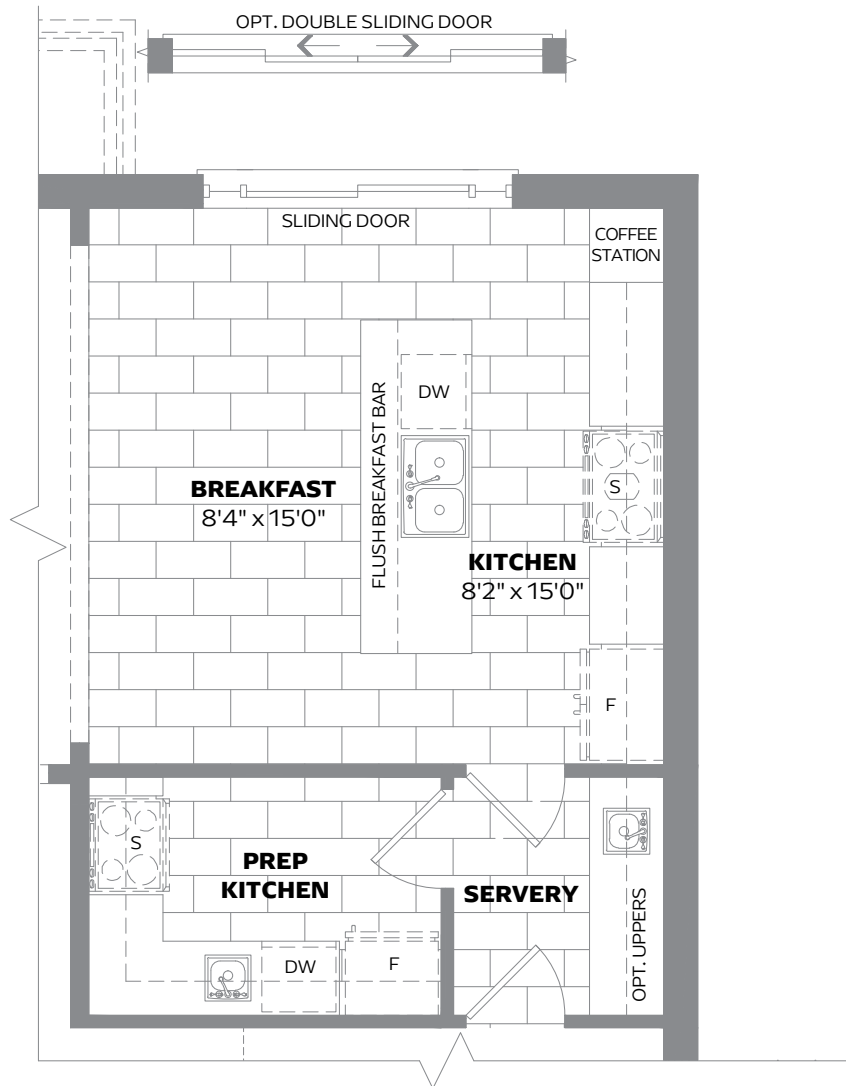 OPT. DOUBLE SLIDING DOOR
SLIDING DOOR
COFFEE
STATION
DW
FLUSH BREAKFAST BAR
BREAKFAST
8'4" x 15'0"
S
KITCHEN
8'2" x 15'0"
F
S
PREP
KITCHEN
SERVERY
OPT. UPPERS
DW
F